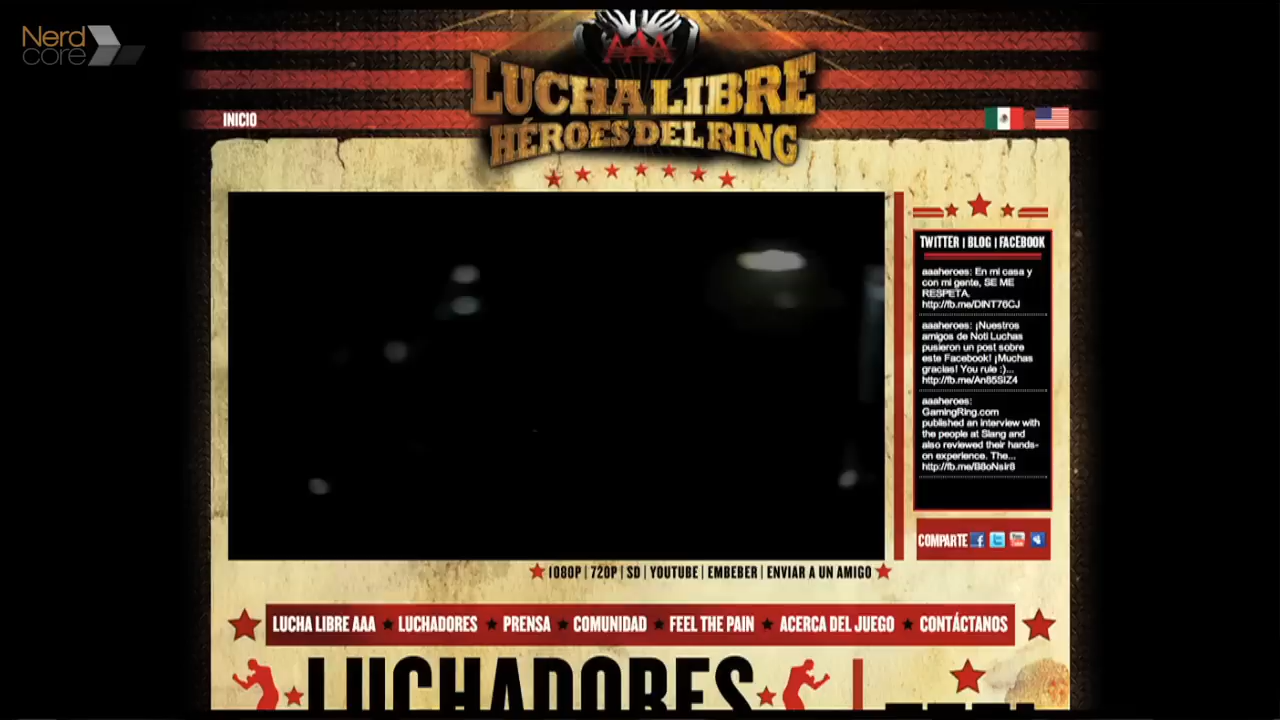 Nerd
core
AAA
LUCHA LIBRE
HÉROES DEL RING
INICIO
TWITTER | BLOG | FACEBOOK
aaaheroes: En mi casa y
con mi gente, SE ME
RESPETA.
http://fb.me/DINT76CJ
aaaheroes: ¡Nuestros
amigos de Noti Luchas
pusieron un post sobre
este Facebook! ¡Muchas
gracias! You rule :)...
http://fb.me/An85SIZ4
aaaheroes:
GamingRing.com
published an interview with
the people at Slang and
also reviewed their hands-
on experience. The...
http://fb.me/B8oNsIr8
COMPARTE
1080P | 720P | SD | YOUTUBE | EMBEBER | ENVIAR A UN AMIGO
LUCHA LIBRE AAA ★ LUCHADORES ★ PRENSA ★ COMUNIDAD ★ FEEL THE PAIN ★ ACERCA DEL JUEGO ★ CONTÁCTANOS
LUCHADORES